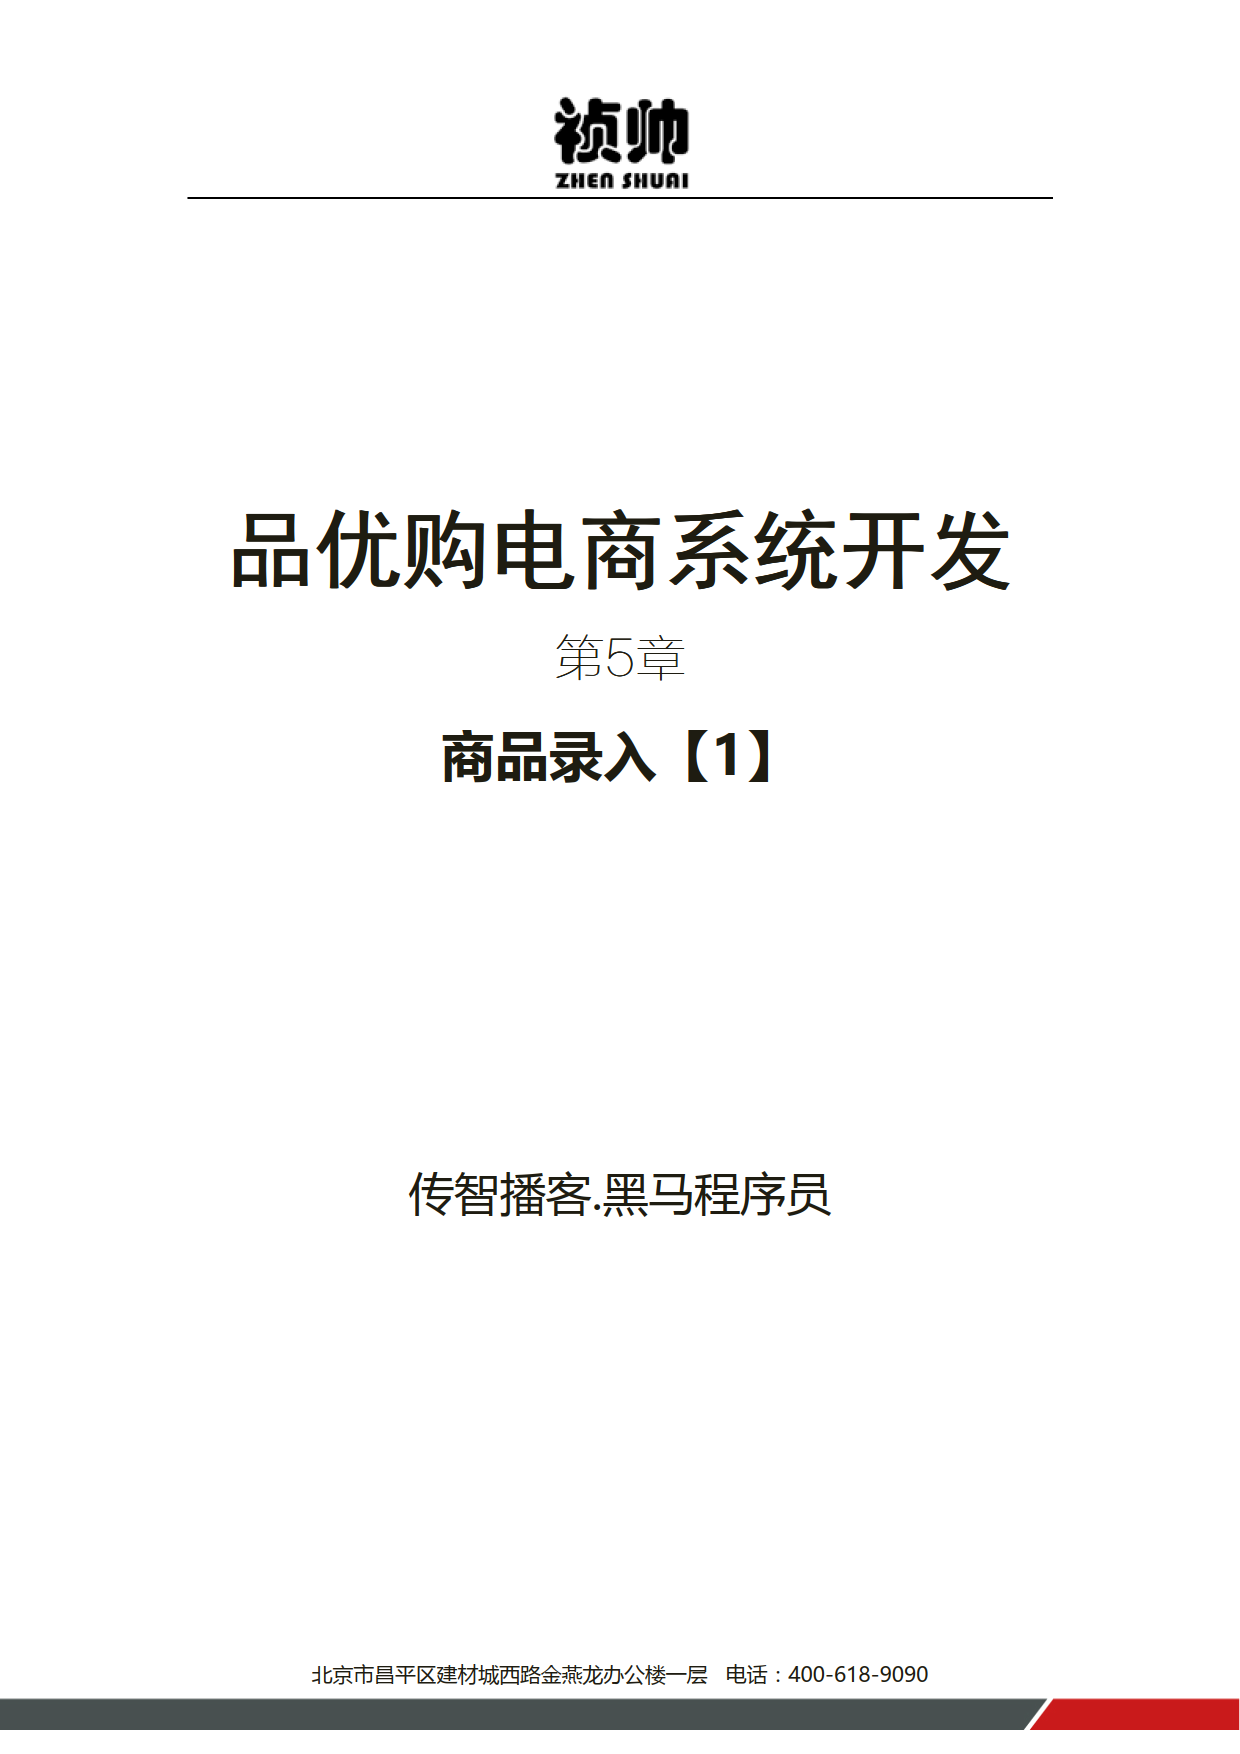 祯帅
ZHEN SHUAI
品优购电商系统开发
第5章
商品录入【1】
传智播客.黑马程序员
北京市昌平区建材城西路金燕龙办公楼一层 电话：400-618-9090